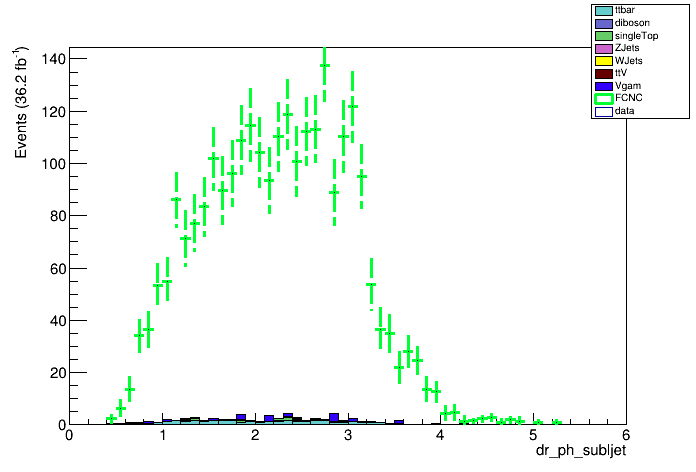 ttbar
diboson
singleTop
ZJets
WJets
ttV
Vgam
FCNC
data
Events (36.2 fb⁻¹)
140
120
100
80
60
40
20
0
0 1 2 3 4 5 6
dr_ph_subljet